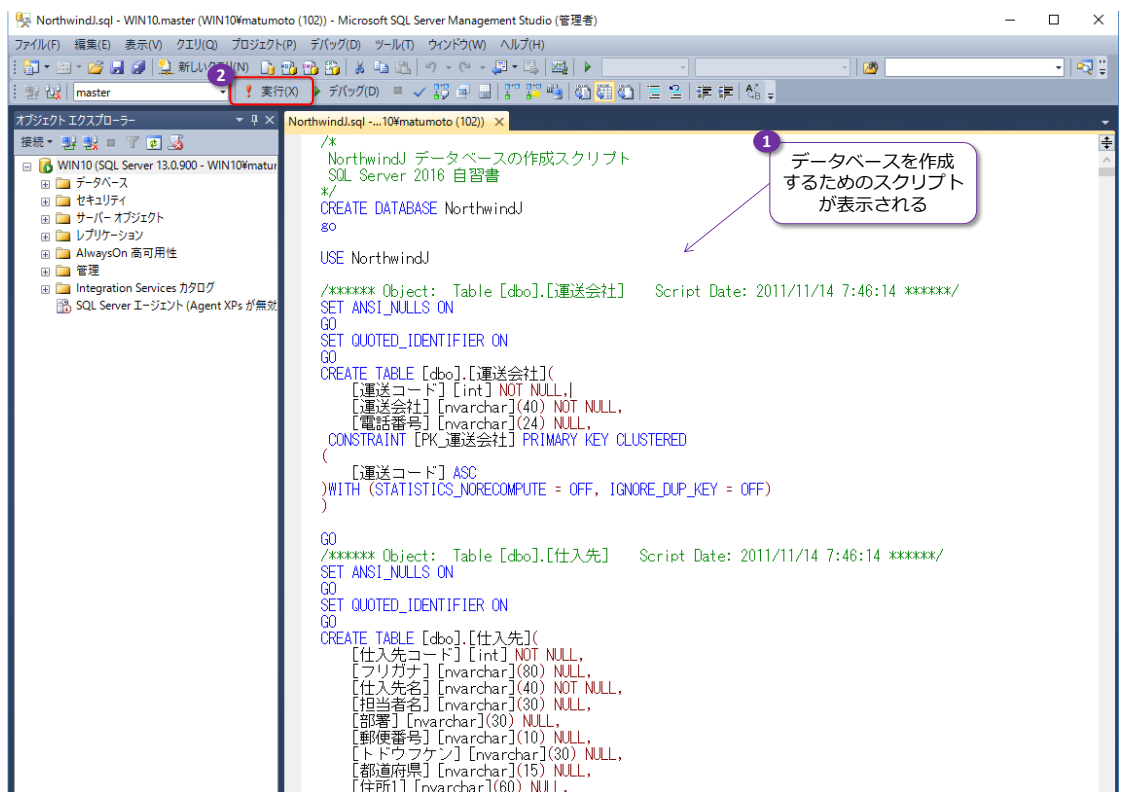 NorthwindJ.sql - WIN10.master (WIN10¥matumoto (102)) - Microsoft SQL Server Management Studio (管理者)
ファイル(F) 編集(E) 表示(V) クエリ(Q) プロジェクト(P) デバッグ(D) ツール(T) ウィンドウ(W) ヘルプ(H)
新しいクエリ(N)
2
master
実行(X)
デバッグ(D)
オブジェクト エクスプローラー
接続
WIN10 (SQL Server 13.0.900 - WIN10¥matur
データベース
セキュリティ
サーバー オブジェクト
レプリケーション
AlwaysOn 高可用性
管理
Integration Services カタログ
SQL Server エージェント (Agent XPs が無効
NorthwindJ.sql -...10¥matumoto (102))
1
データベースを作成
するためのスクリプト
が表示される
/*
NorthwindJ データベースの作成スクリプト
SQL Server 2016 自習書
*/
CREATE DATABASE NorthwindJ
go
USE NorthwindJ
/****** Object: Table [dbo].[運送会社] Script Date: 2011/11/14 7:46:14 ******/
SET ANSI_NULLS ON
GO
SET QUOTED_IDENTIFIER ON
GO
CREATE TABLE [dbo].[運送会社](
[運送コード] [int] NOT NULL,
[運送会社] [nvarchar](40) NOT NULL,
[電話番号] [nvarchar](24) NULL,
CONSTRAINT [PK_運送会社] PRIMARY KEY CLUSTERED
(
[運送コード] ASC
)WITH (STATISTICS_NORECOMPUTE = OFF, IGNORE_DUP_KEY = OFF)
)
GO
/****** Object: Table [dbo].[仕入先] Script Date: 2011/11/14 7:46:14 ******/
SET ANSI_NULLS ON
GO
SET QUOTED_IDENTIFIER ON
GO
CREATE TABLE [dbo].[仕入先](
[仕入先コード] [int] NOT NULL,
[フリガナ] [nvarchar](80) NULL,
[仕入先名] [nvarchar](40) NOT NULL,
[担当者名] [nvarchar](30) NULL,
[部署] [nvarchar](30) NULL,
[郵便番号] [nvarchar](10) NULL,
[トドウフケン] [nvarchar](30) NULL,
[都道府県] [nvarchar](15) NULL,
[住所1] [nvarchar](60) NULL,